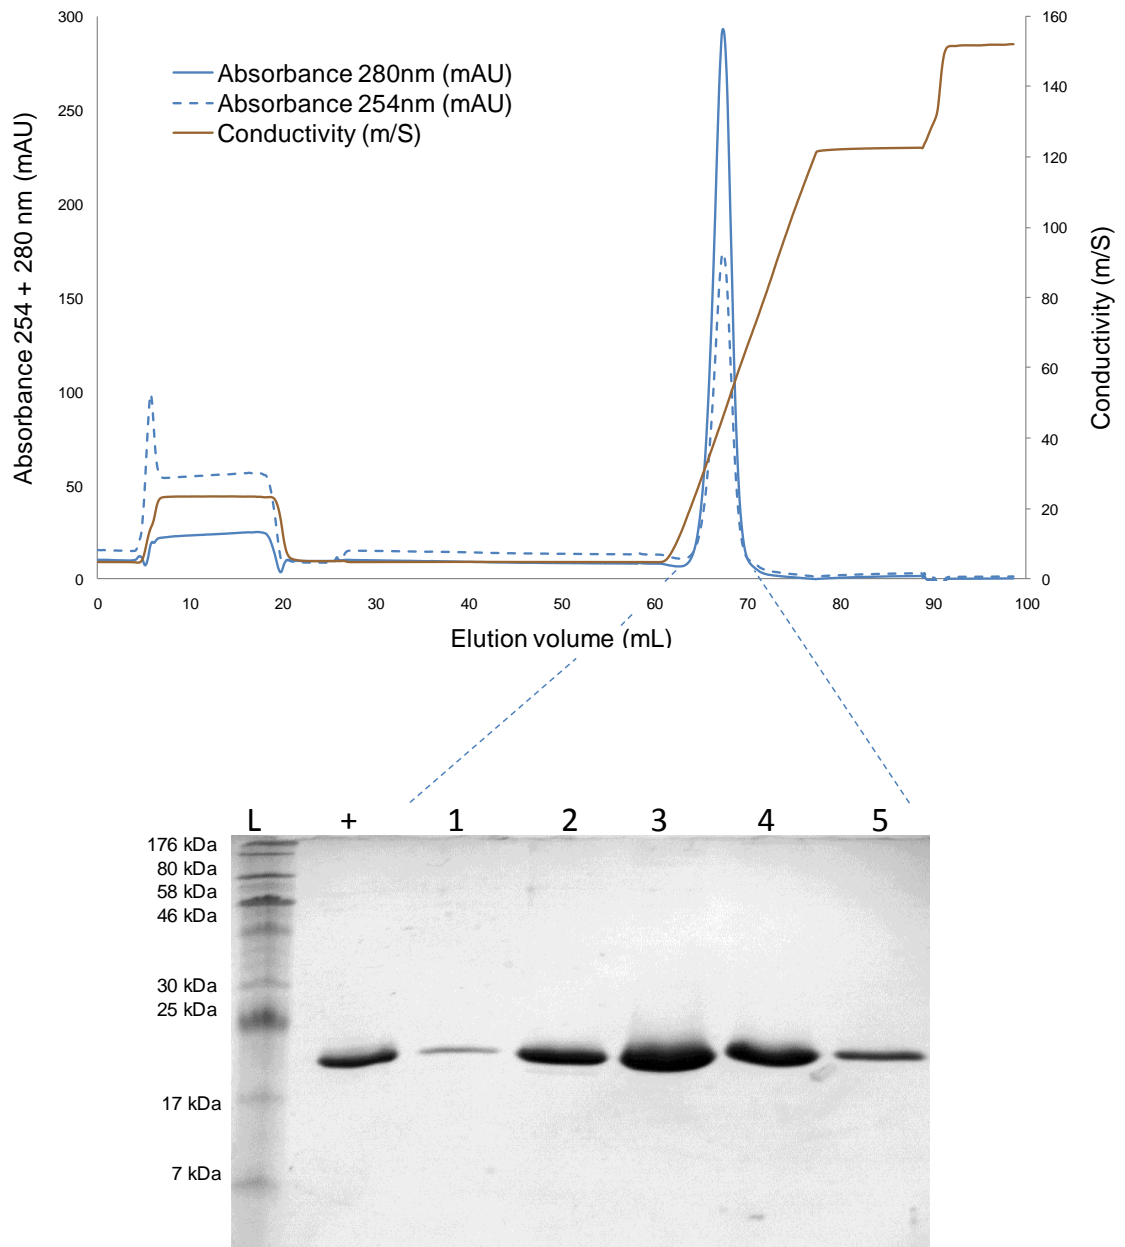 300
250
200
150
100
50
0
Absorbance 254 + 280 nm (mAU)
Absorbance 280nm (mAU)
Absorbance 254nm (mAU)
Conductivity (m/S)
160
140
120
100
80
60
40
20
0
Conductivity (m/S)
0 10 20 30 40 50 60 70 80 90 100
Elution volume (mL)
L + 1 2 3 4 5
176 kDa
80 kDa
58 kDa
46 kDa
30 kDa
25 kDa
17 kDa
7 kDa